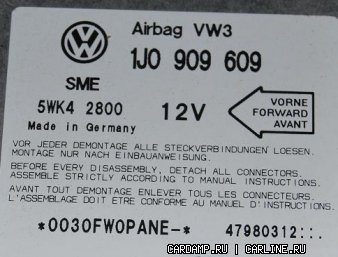 Airbag VW3
1J0 909 609
SME
5WK4 2800
12V
Made in Germany
VORNE
FORWARD
AVANT
VOR JEDER DEMONTAGE ALLE STECKVERBINDUNGEN LOESEN.
MONTAGE NUR NACH EINBAUANWEISUNG.
BEFORE EVERY DISASSEMBLY, DETACH ALL CONNECTORS.
ASSEMBLE STRICTLY ACCORDING TO MANUAL INSTRUCTIONS.
AVANT TOUT DEMONTAGE ENLEVER TOUS LES CONNECTEURS.
L'ASSEMBLAGE DOIT ETRE CONFORME AU MANUEL D'INSTRUCTIONS.
*0030FW0PANE-* 47980312::.
CARDAMP.RU | CARLINE.RU